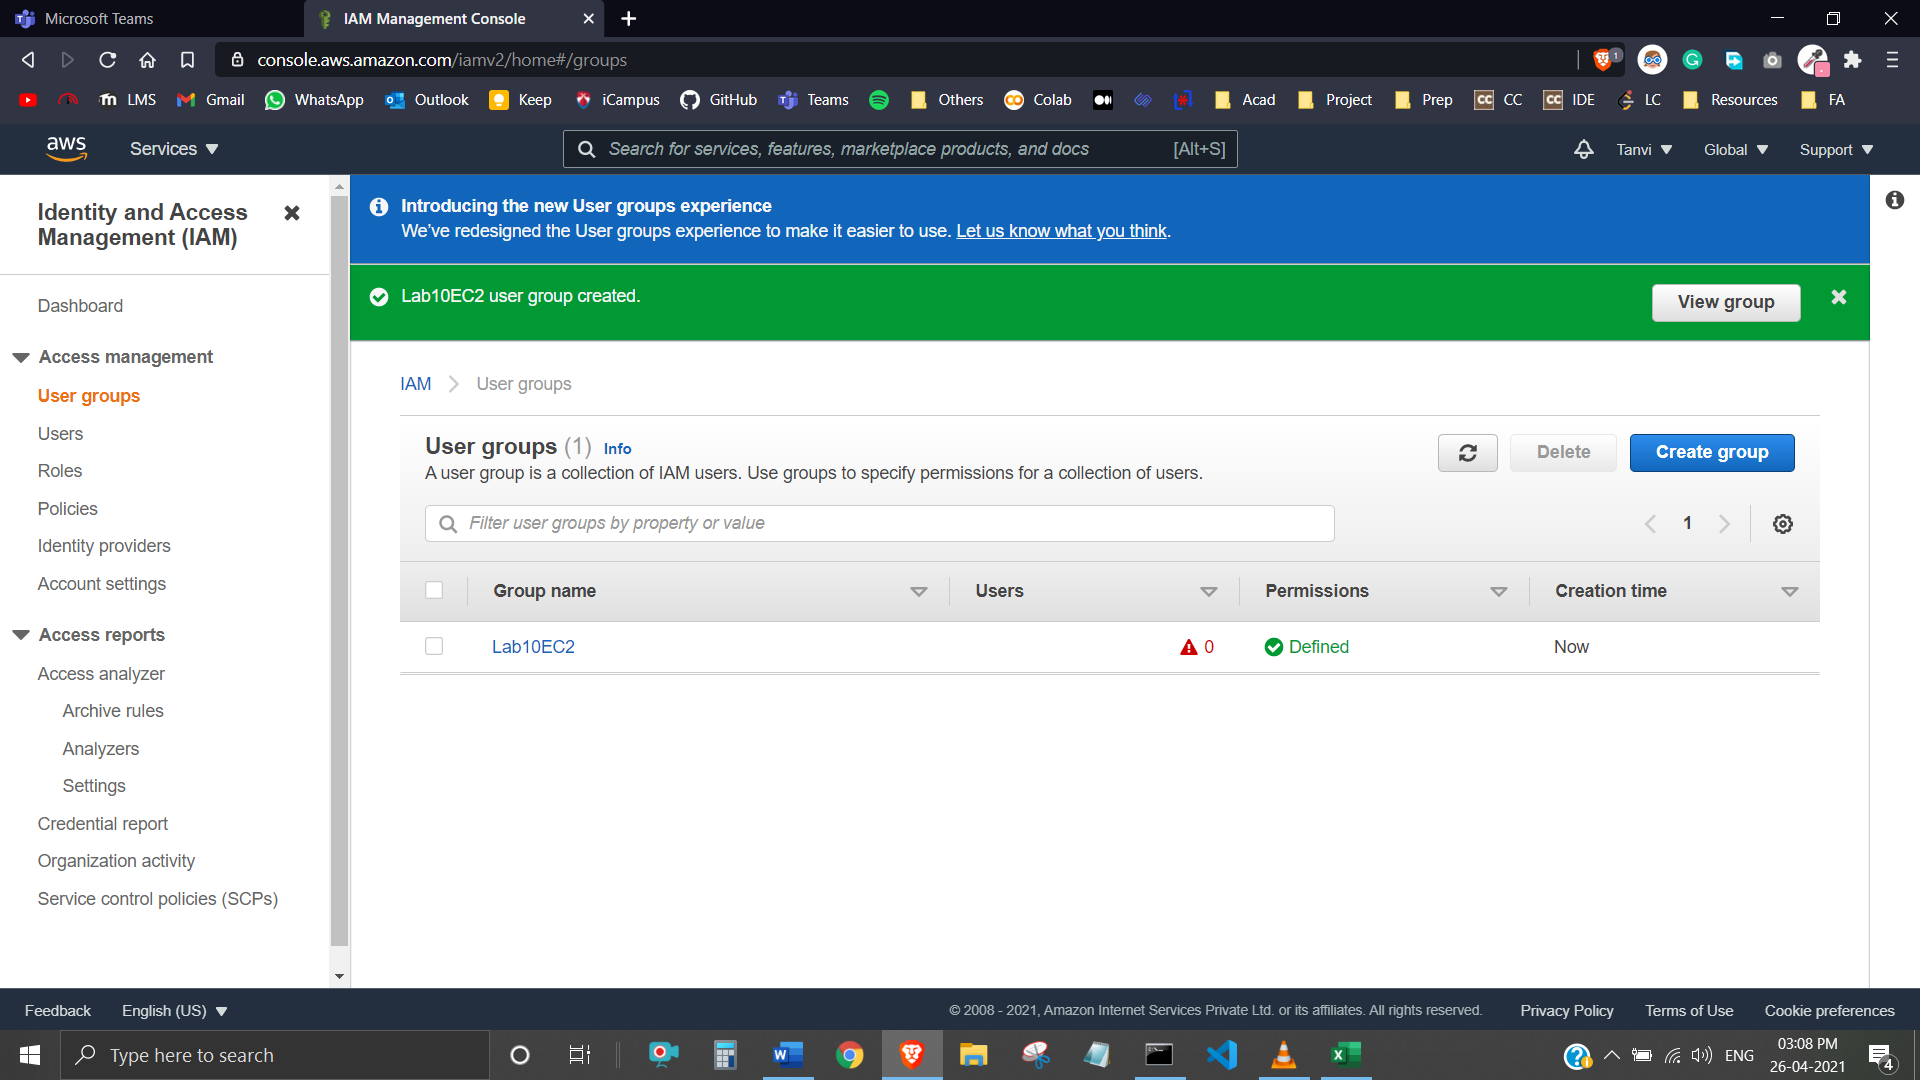 Microsoft Teams
IAM Management Console
console.aws.amazon.com/iamv2/home#/groups
1
LMS
Gmail
WhatsApp
Outlook
Keep
iCampus
GitHub
Teams
Others
Colab
Acad
Project
Prep
CC CC
CC IDE
LC
Resources
FA
aws
Services
Search for services, features, marketplace products, and docs
[Alt+S]
Tanvi
Global
Support
Identity and Access
Management (IAM)
Dashboard
Access management
User groups
Users
Roles
Policies
Identity providers
Account settings
Access reports
Access analyzer
Archive rules
Analyzers
Settings
Credential report
Organization activity
Service control policies (SCPs)
Introducing the new User groups experience
We've redesigned the User groups experience to make it easier to use. Let us know what you think.
Lab10EC2 user group created.
View group
IAM
User groups
User groups (1) Info
A user group is a collection of IAM users. Use groups to specify permissions for a collection of users.
Delete
Create group
Filter user groups by property or value
1
Group name
Users
Permissions
Creation time
Lab10EC2
0
Defined
Now
Feedback
English (US)
© 2008 - 2021, Amazon Internet Services Private Ltd. or its affiliates. All rights reserved.
Privacy Policy
Terms of Use
Cookie preferences
Type here to search
ENG
03:08 PM
26-04-2021
4